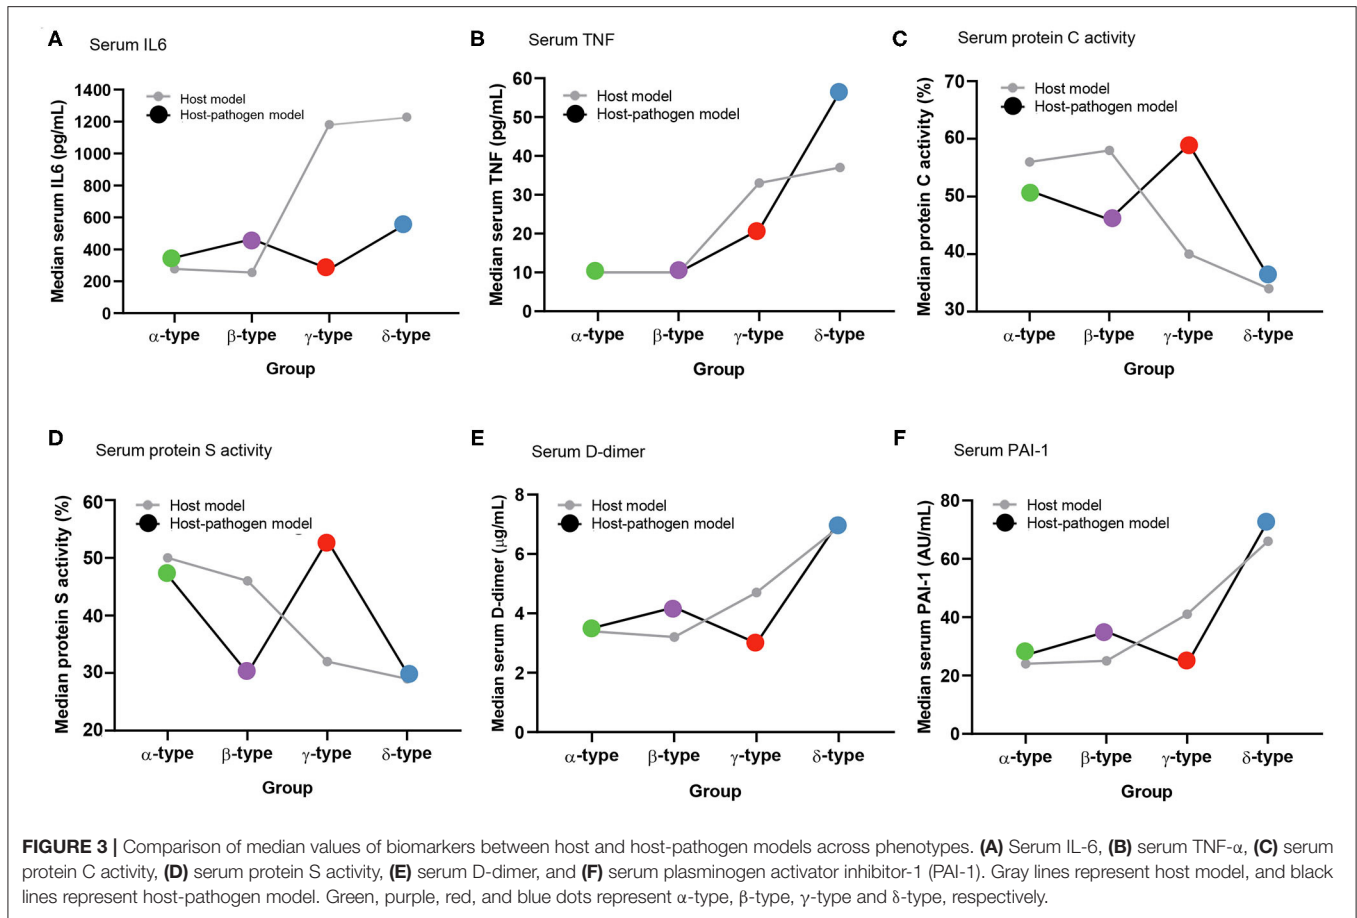 A Serum IL6
1400
1200
1000
800
600
400
200
0
Median serum IL6 (pg/mL)
Host model
Host-pathogen model
α-type β-type γ-type δ-type
Group
B Serum TNF
60
50
40
30
20
10
0
Median serum TNF (pg/mL)
Host model
Host-pathogen model
α-type β-type γ-type δ-type
Group
C Serum protein C activity
70
60
50
40
30
Median protein C activity (%)
Host model
Host-pathogen model
α-type β-type γ-type δ-type
Group
D Serum protein S activity
60
50
40
30
20
Median protein S activity (%)
Host model
Host-pathogen model
α-type β-type γ-type δ-type
Group
E Serum D-dimer
8
6
4
2
0
Median serum D-dimer (μg/mL)
Host model
Host-pathogen model
α-type β-type γ-type δ-type
Group
F Serum PAI-1
80
60
40
20
0
Median serum PAI-1 (AU/mL)
Host model
Host-pathogen model
α-type β-type γ-type δ-type
Group
FIGURE 3 | Comparison of median values of biomarkers between host and host-pathogen models across phenotypes. (A) Serum IL-6, (B) serum TNF-α, (C) serum
protein C activity, (D) serum protein S activity, (E) serum D-dimer, and (F) serum plasminogen activator inhibitor-1 (PAI-1). Gray lines represent host model, and black
lines represent host-pathogen model. Green, purple, red, and blue dots represent α-type, β-type, γ-type and δ-type, respectively.